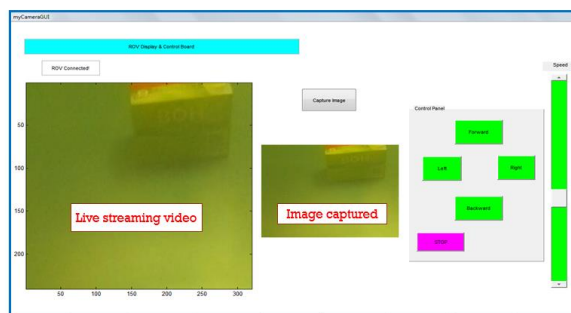 myCameraGUI
ROV Display & Control Board
ROV Connected!
Speed
Capture Image
Control Panel
Forward
Left
Right
Backward
STOP
Live streaming video
Image captured
50
100
150
200
50
100
150
200
250
300